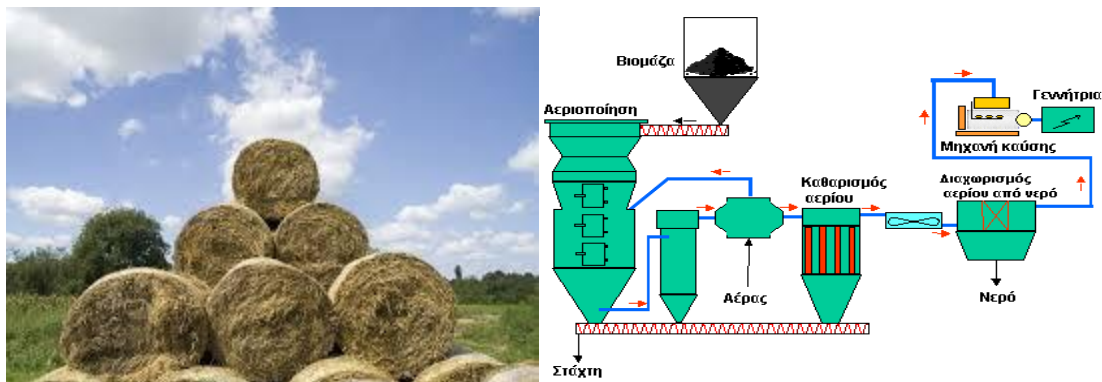 Βιομάζα
Αεριοποίηση
Γεννήτρια
Μηχανή καύσης
Καθαρισμός
αερίου
Διαχωρισμός
αερίου από νερό
Αέρας
Νερό
Στάχτη